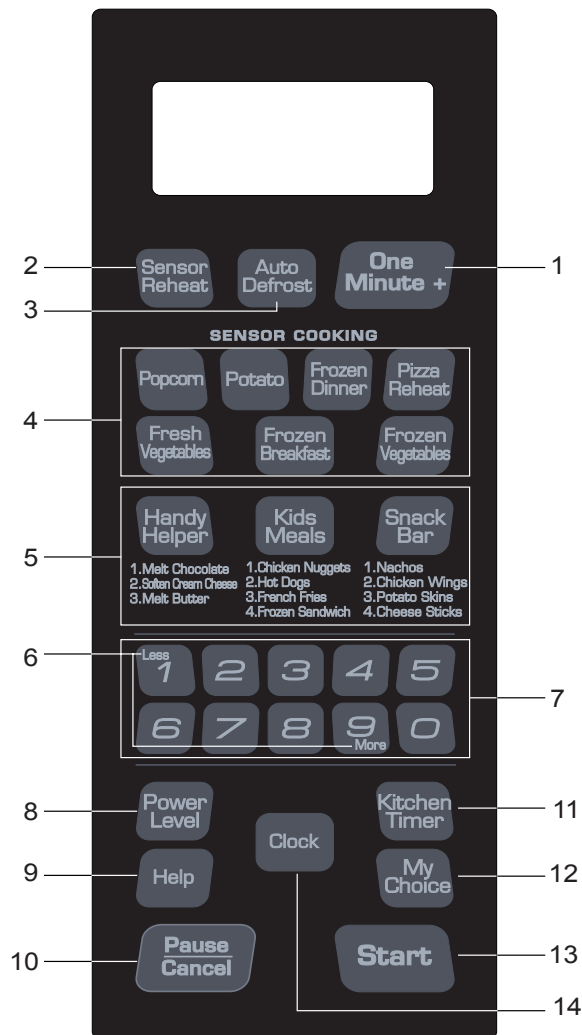 One
Minute +
1
2
Sensor
Reheat
Auto
Defrost
3
SENSOR COOKING
Popcorn
Potato
Frozen
Dinner
Pizza
Reheat
4
Fresh
Vegetables
Frozen
Breakfast
Frozen
Vegetables
Handy
Helper
Kids
Meals
Snack
Bar
5
1.Melt Chocolate
2.Soften Cream Cheese
3.Melt Butter
1.Chicken Nuggets
2.Hot Dogs
3.French Fries
4.Frozen Sandwich
1.Nachos
2.Chicken Wings
3.Potato Skins
4.Cheese Sticks
6
Less
1 2 3 4 5
7
6 7 8 9 0
More
8
Power
Level
Kitchen
Timer
11
Clock
9
Help
My
Choice
12
10
Pause
Cancel
Start
13
14